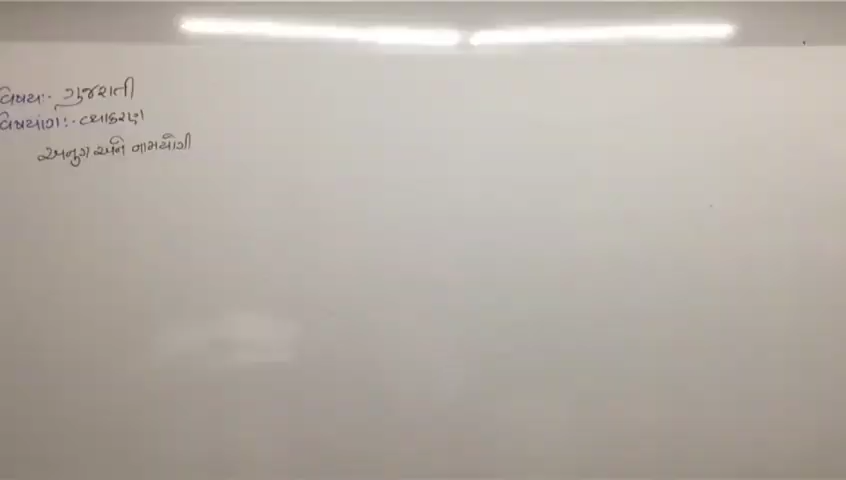 વિષય:- ગુજરાતી
વિષયાંગ:- વ્યાકરણ
અનુગ અને નામયોગી